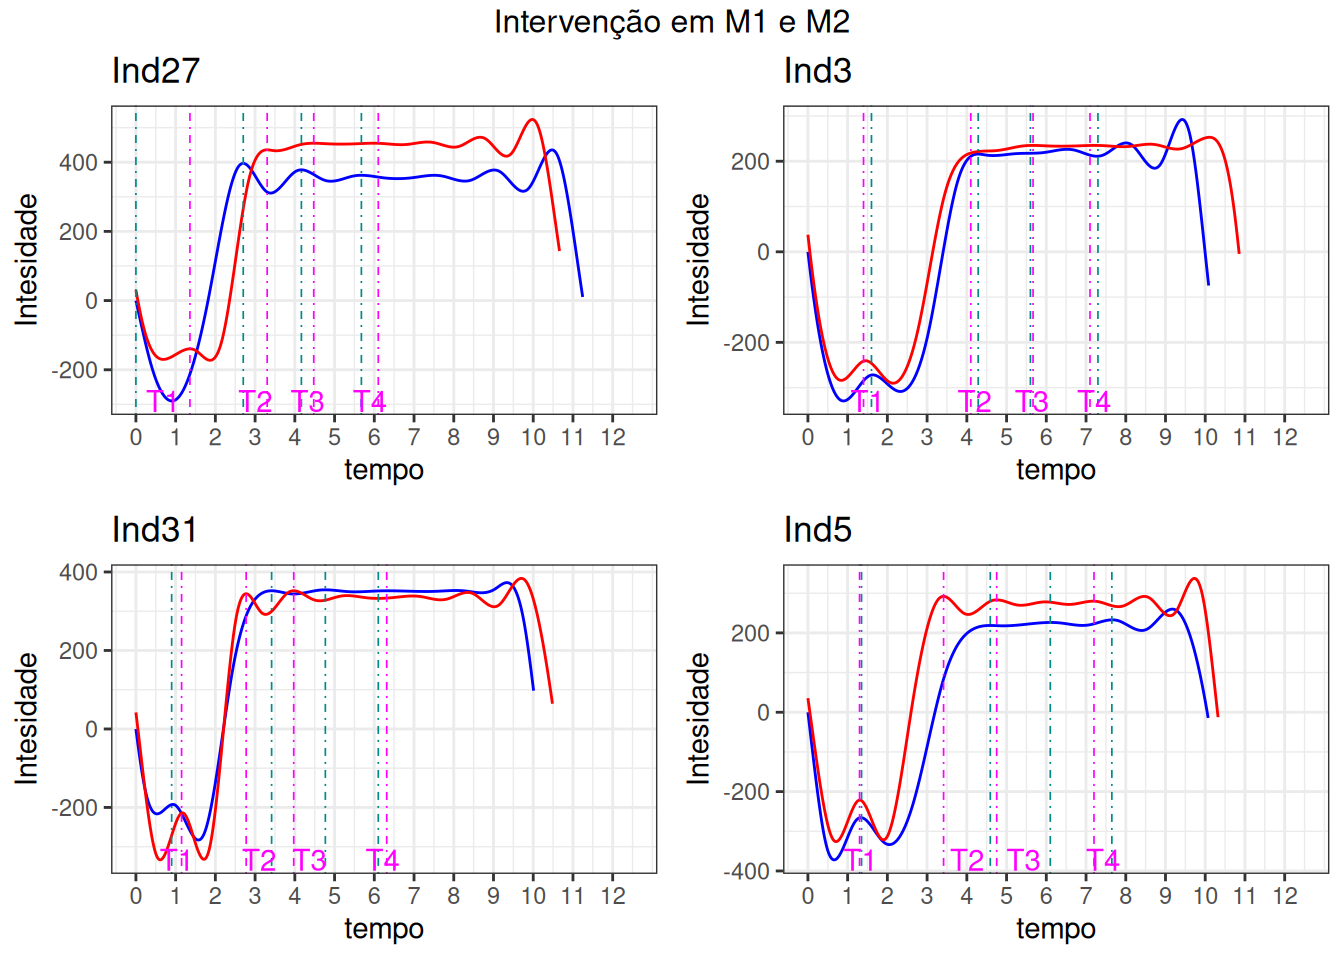 Intervenção em M1 e M2
Ind27
Intesidade
400
200
0
-200
T1 T2 T3 T4
0 1 2 3 4 5 6 7 8 9 10 11 12
tempo
Ind3
Intesidade
200
0
-200
T1 T2 T3 T4
0 1 2 3 4 5 6 7 8 9 10 11 12
tempo
Ind31
Intesidade
400
200
0
-200
T1 T2 T3 T4
0 1 2 3 4 5 6 7 8 9 10 11 12
tempo
Ind5
Intesidade
200
0
-200
-400
T1 T2 T3 T4
0 1 2 3 4 5 6 7 8 9 10 11 12
tempo